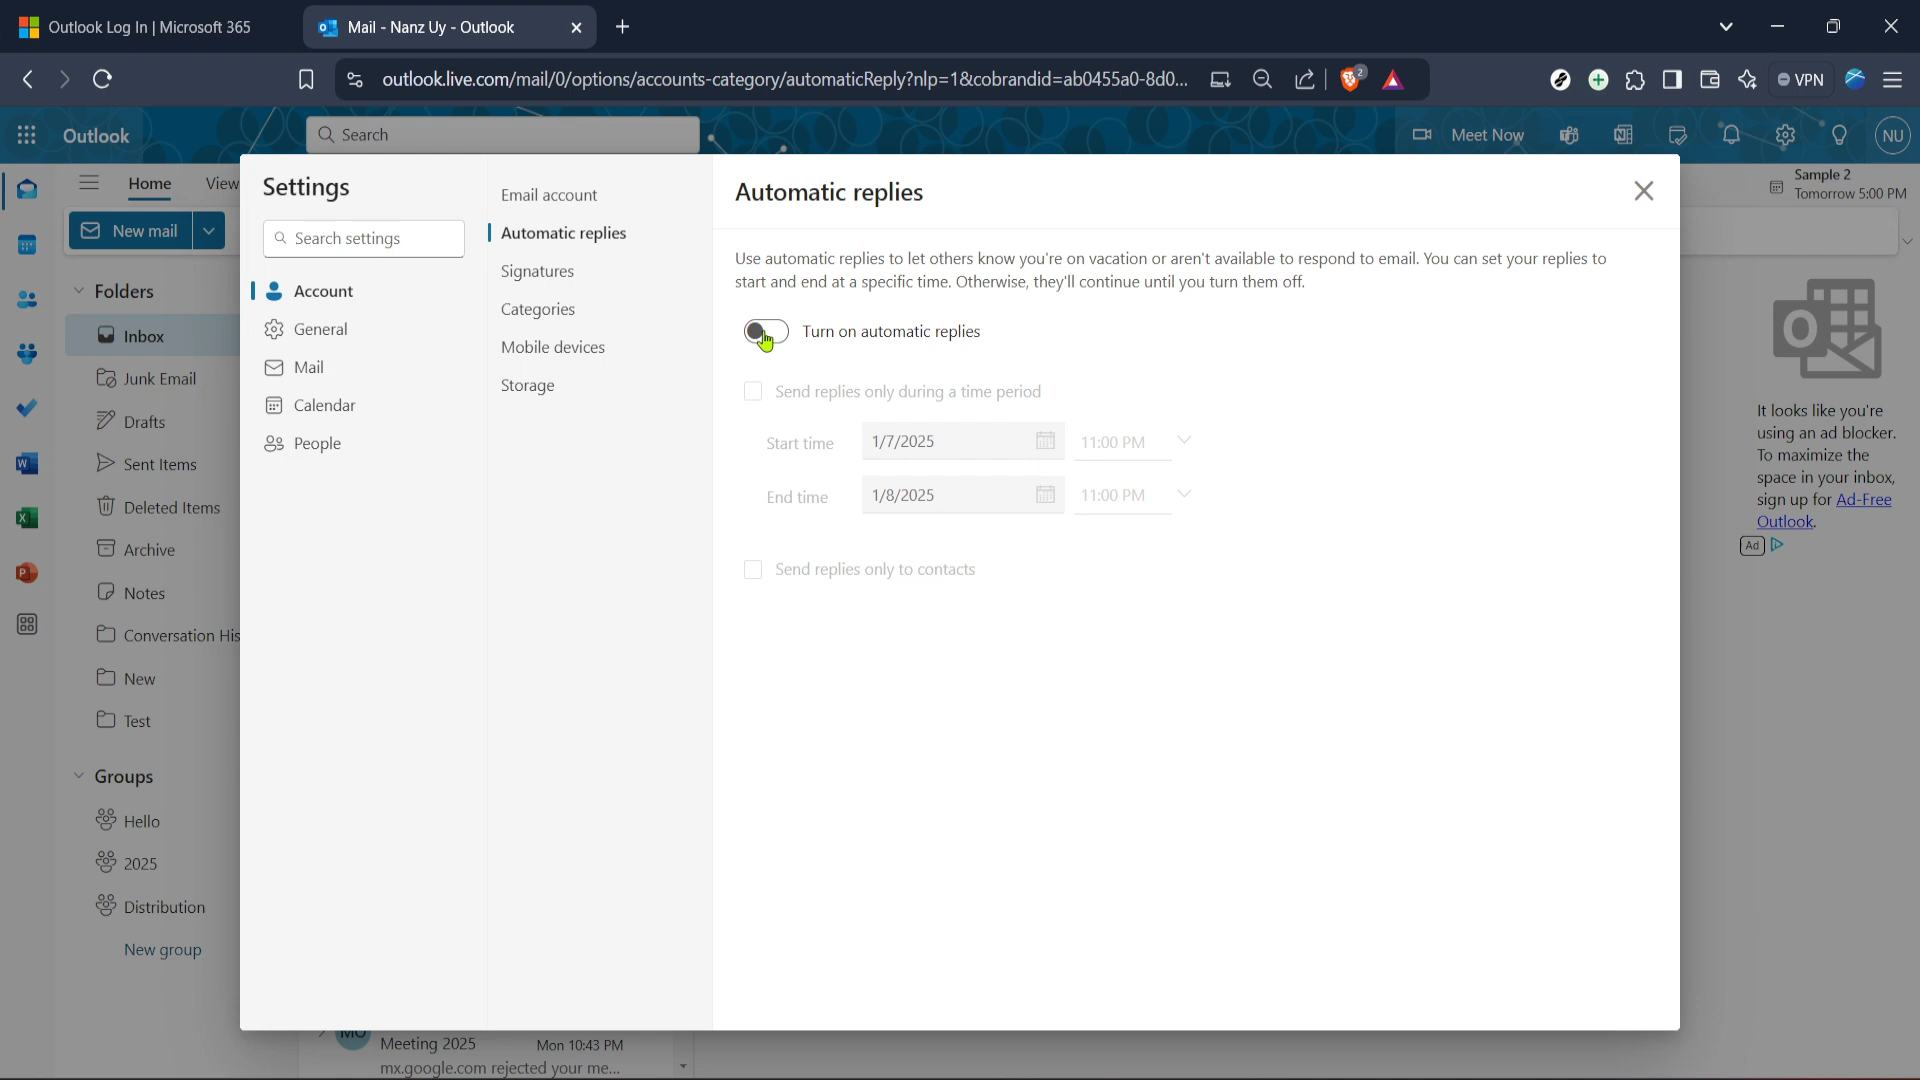 Outlook Log In | Microsoft 365
Mail - Nanz Uy - Outlook
outlook.live.com/mail/0/options/accounts-category/automaticReply?nlp=1&cobrandid=ab0455a0-8d0...
2
VPN
Outlook
Search
Meet Now
NU
Home
View
Sample 2
Tomorrow 5:00 PM
New mail
Folders
Inbox
Junk Email
Drafts
Sent Items
Deleted Items
Archive
Notes
Conversation His
New
Test
Groups
Hello
2025
Distribution
New group
Settings
Search settings
Account
General
Mail
Calendar
People
Email account
Automatic replies
Signatures
Categories
Mobile devices
Storage
Automatic replies
Use automatic replies to let others know you're on vacation or aren't available to respond to email. You can set your replies to
start and end at a specific time. Otherwise, they'll continue until you turn them off.
Turn on automatic replies
Send replies only during a time period
Start time 1/7/2025 11:00 PM
End time 1/8/2025 11:00 PM
Send replies only to contacts
It looks like you're
using an ad blocker.
To maximize the
space in your inbox,
sign up for Ad-Free
Outlook.
Ad
MO
Meeting 2025 Mon 10:43 PM
mx.google.com rejected your me...